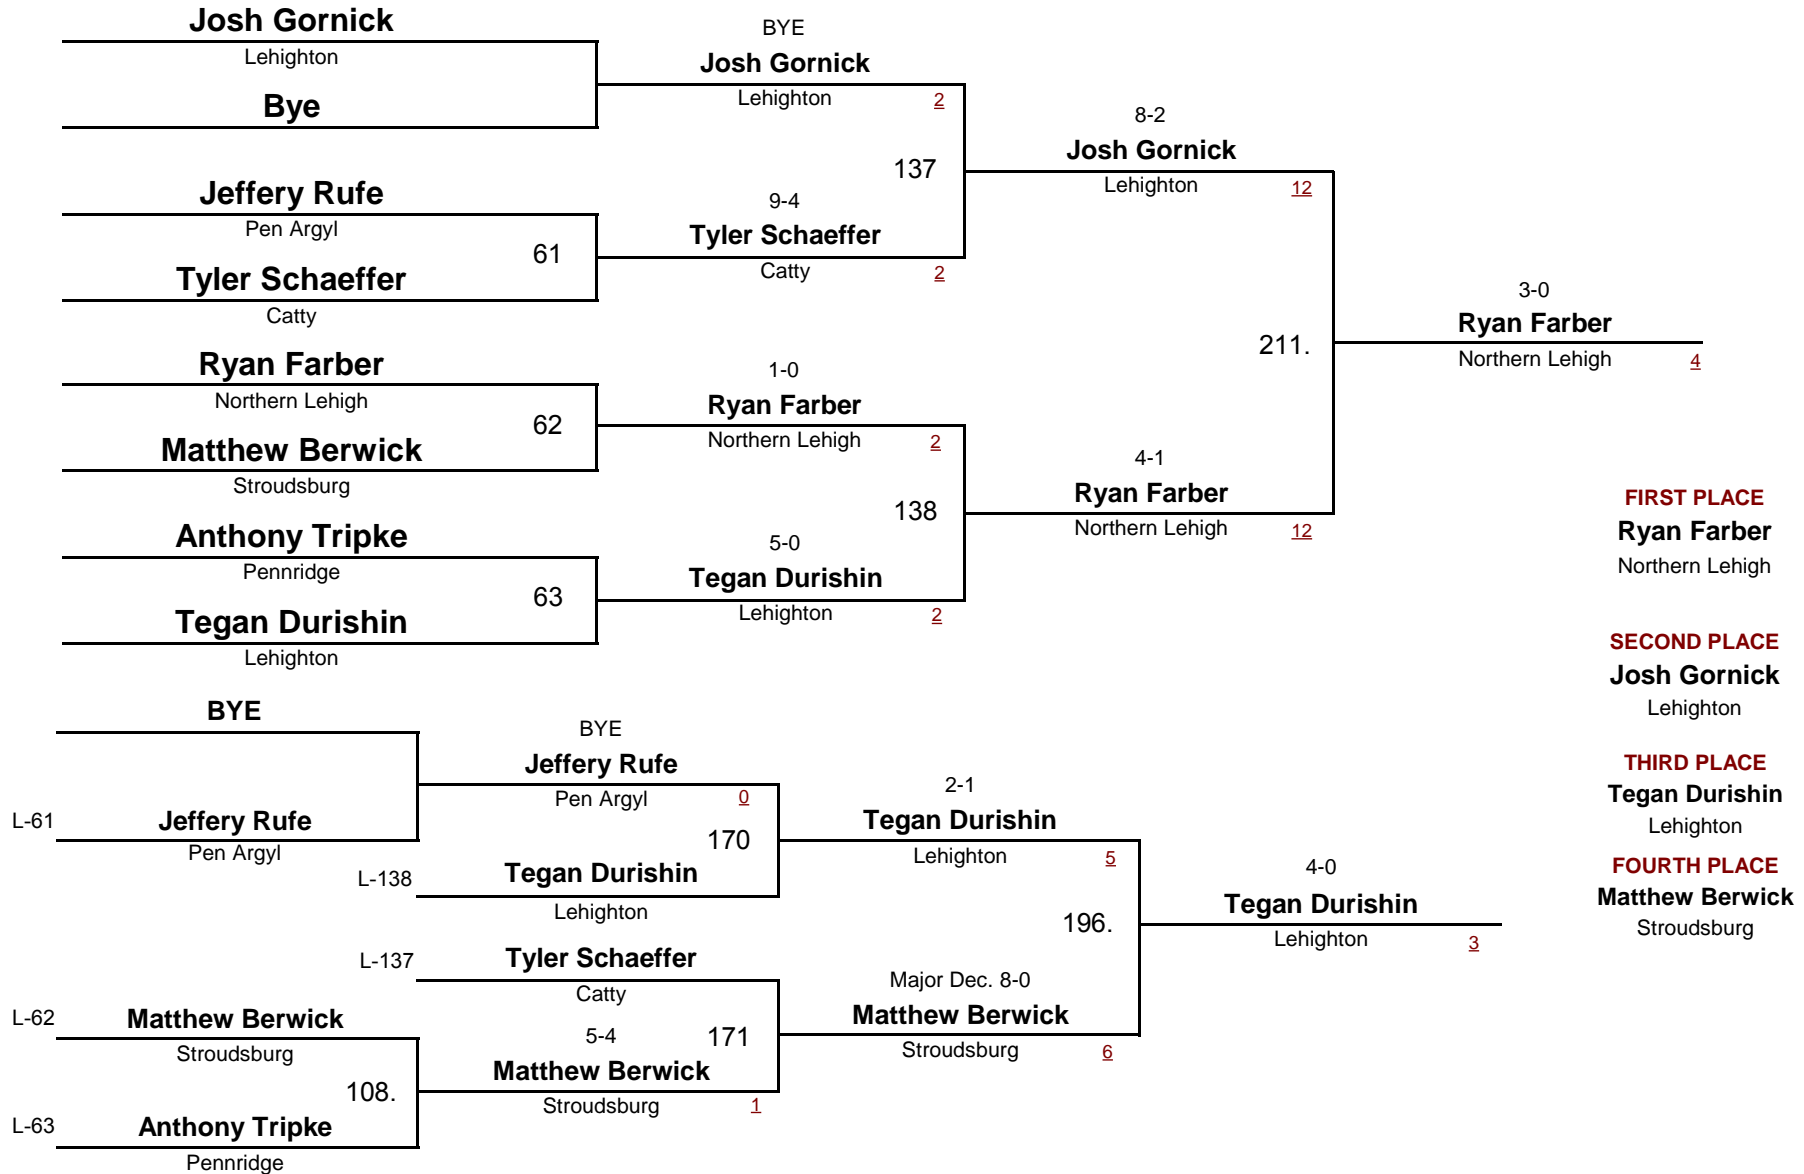 Josh Gornick
Lehighton
Bye
BYE
Josh Gornick
Lehighton
2
Jeffery Rufe
Pen Argyl
61
Tyler Schaeffer
Catty
9-4
Tyler Schaeffer
Catty
2
137
8-2
Josh Gornick
Lehighton
12
Ryan Farber
Northern Lehigh
62
Matthew Berwick
Stroudsburg
1-0
Ryan Farber
Northern Lehigh
2
Anthony Tripke
Pennridge
63
Tegan Durishin
Lehighton
5-0
Tegan Durishin
Lehighton
2
138
4-1
Ryan Farber
Northern Lehigh
12
211.
3-0
Ryan Farber
Northern Lehigh
4
FIRST PLACE
Ryan Farber
Northern Lehigh
SECOND PLACE
Josh Gornick
Lehighton
THIRD PLACE
Tegan Durishin
Lehighton
FOURTH PLACE
Matthew Berwick
Stroudsburg
BYE
L-61
Jeffery Rufe
Pen Argyl
BYE
Jeffery Rufe
Pen Argyl
0
170
L-138
Tegan Durishin
Lehighton
2-1
Tegan Durishin
Lehighton
5
L-137
Tyler Schaeffer
Catty
L-62
Matthew Berwick
Stroudsburg
108.
L-63
Anthony Tripke
Pennridge
5-4
Matthew Berwick
Stroudsburg
1
171
Major Dec. 8-0
Matthew Berwick
Stroudsburg
6
196.
4-0
Tegan Durishin
Lehighton
3